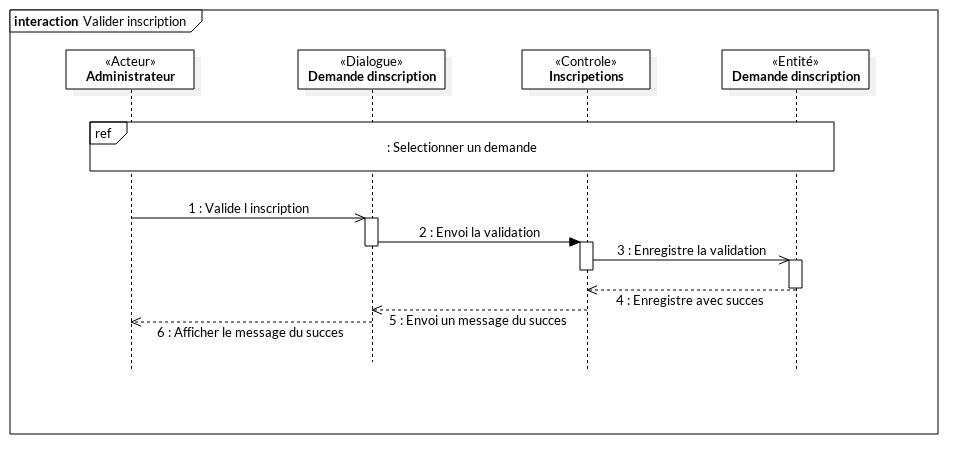 interaction Valider inscription
«Acteur»
Administrateur
«Dialogue»
Demande dinscription
«Controle»
Inscripetions
«Entité»
Demande dinscription
ref
: Selectionner un demande
1 : Valide l inscription
2 : Envoi la validation
3 : Enregistre la validation
4 : Enregistre avec succes
5 : Envoi un message du succes
6 : Afficher le message du succes